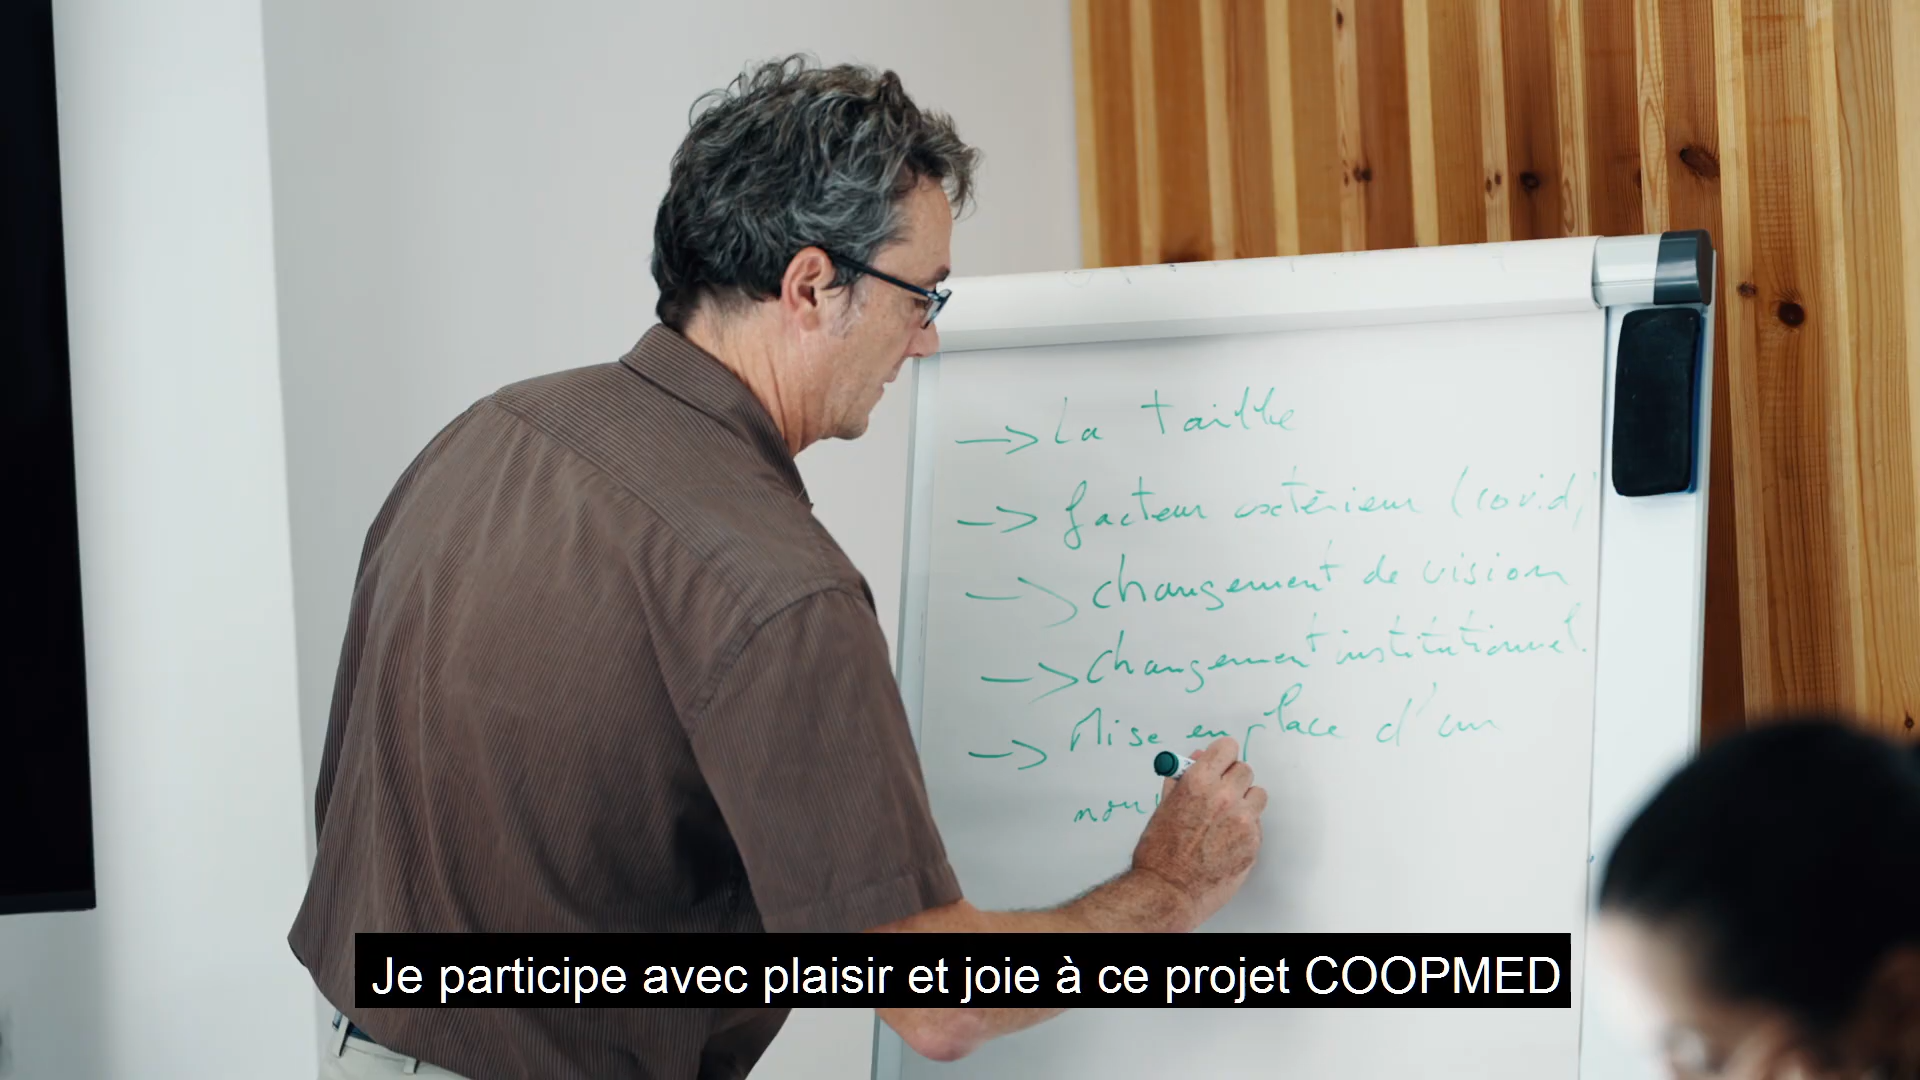 → La taille
→ facteur extérieur (covid)
→ changement de vision
→ changement institutionnel.
→ Mise en place d'un
nou
Je participe avec plaisir et joie à ce projet COOPMED